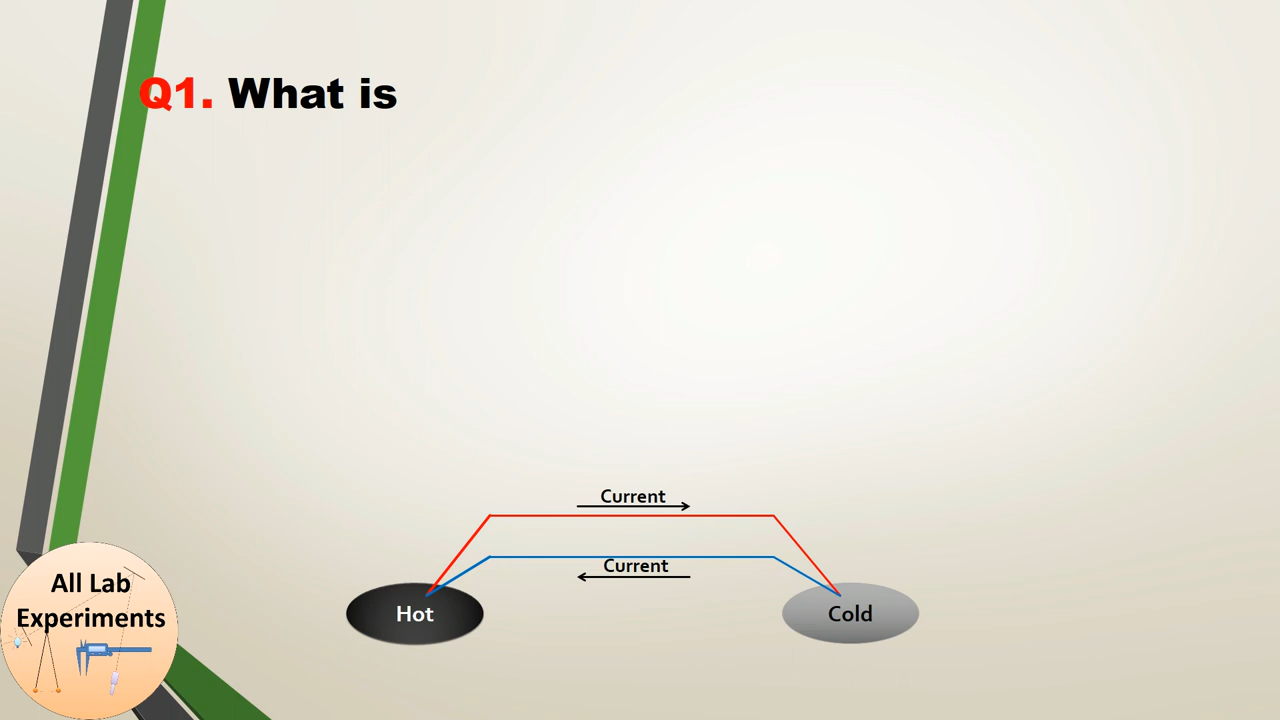 Q1. What is
Current
Current
Hot
Cold
All Lab
Experiments